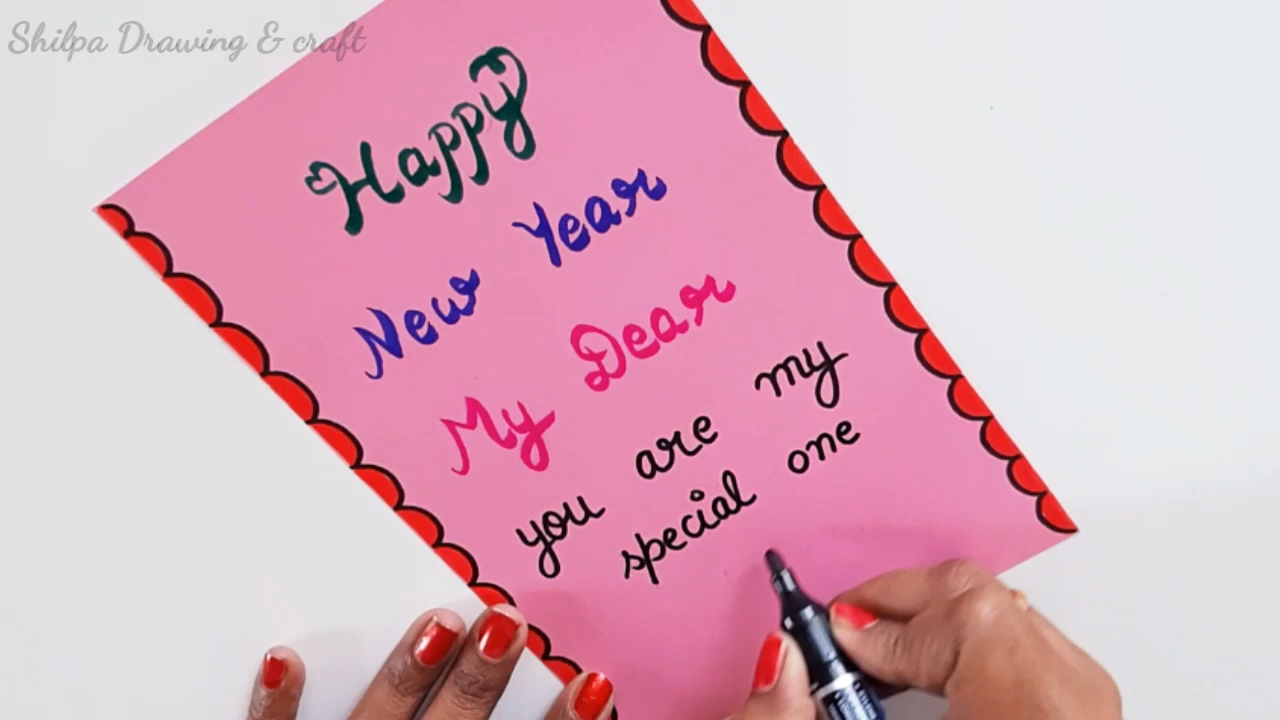 Shilpa Drawing & craft
Happy
New Year
My Dear
you are my
special one